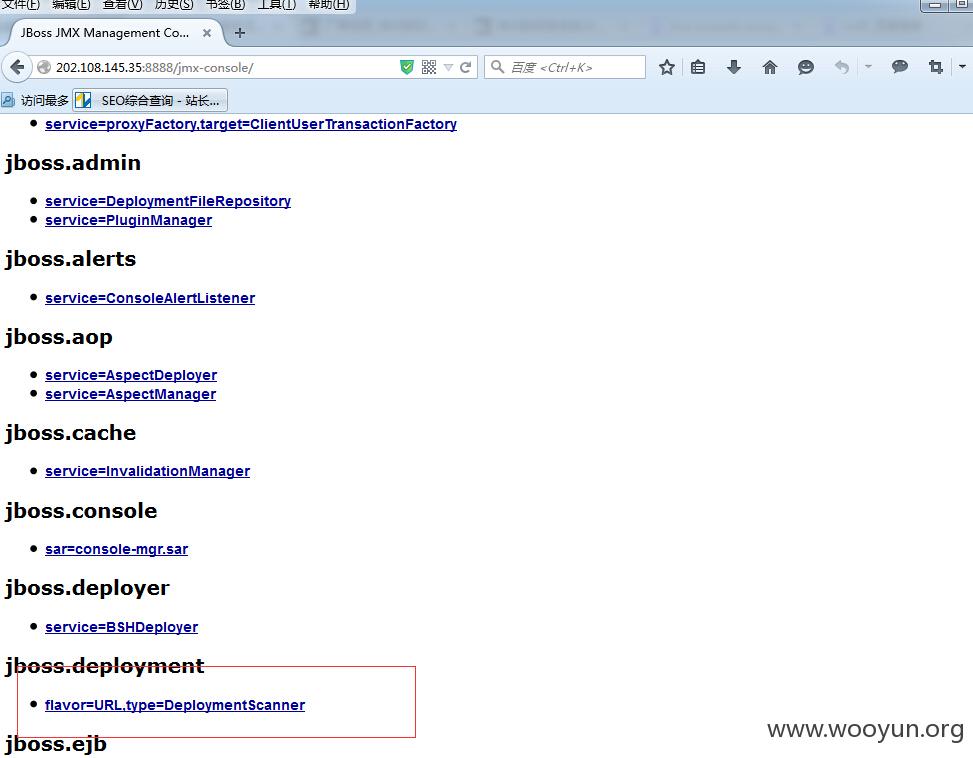 文件(F) 编辑(E) 查看(V) 历史(S) 书签(B) 工具(T) 帮助(H)
JBoss JMX Management Co... × +
202.108.145.35:8888/jmx-console/ 百度 <Ctrl+K>
访问最多 SEO综合查询 - 站长...
service=proxyFactory,target=ClientUserTransactionFactory
jboss.admin
service=DeploymentFileRepository
service=PluginManager
jboss.alerts
service=ConsoleAlertListener
jboss.aop
service=AspectDeployer
service=AspectManager
jboss.cache
service=InvalidationManager
jboss.console
sar=console-mgr.sar
jboss.deployer
service=BSHDeployer
jboss.deployment
flavor=URL,type=DeploymentScanner
jboss.ejb
www.wooyun.org